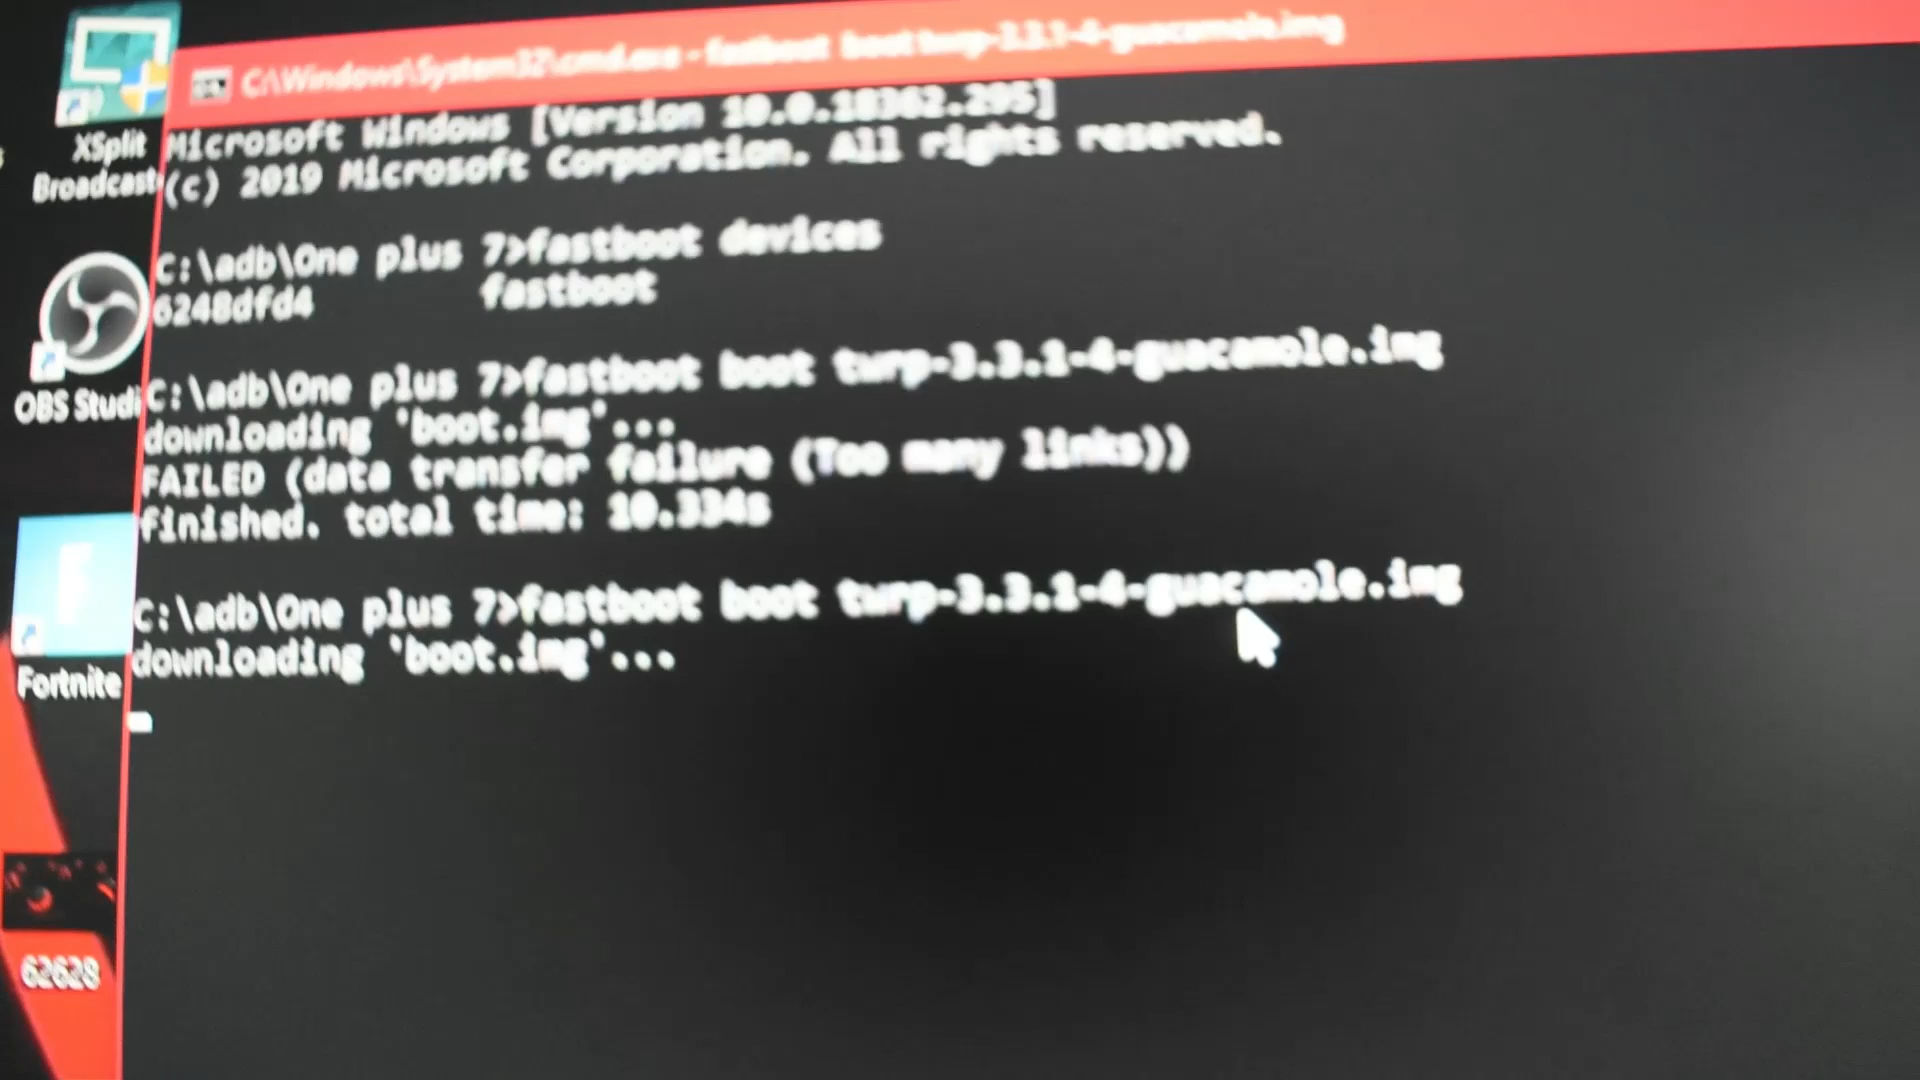 C:\Windows\System32\cmd.exe - fastboot boot twrp-3.3.1-4-guacamole.img
Microsoft Windows [Version 10.0.18362.295]
(c) 2019 Microsoft Corporation. All rights reserved.
C:\adb\One plus 7>fastboot devices
6248dfd4 fastboot
C:\adb\One plus 7>fastboot boot twrp-3.3.1-4-guacamole.img
downloading 'boot.img'...
FAILED (data transfer failure (Too many links))
finished. total time: 10.334s
C:\adb\One plus 7>fastboot boot twrp-3.3.1-4-guacamole.img
downloading 'boot.img'...
XSplit
Broadcast
OBS Studi
Fortnite
62628